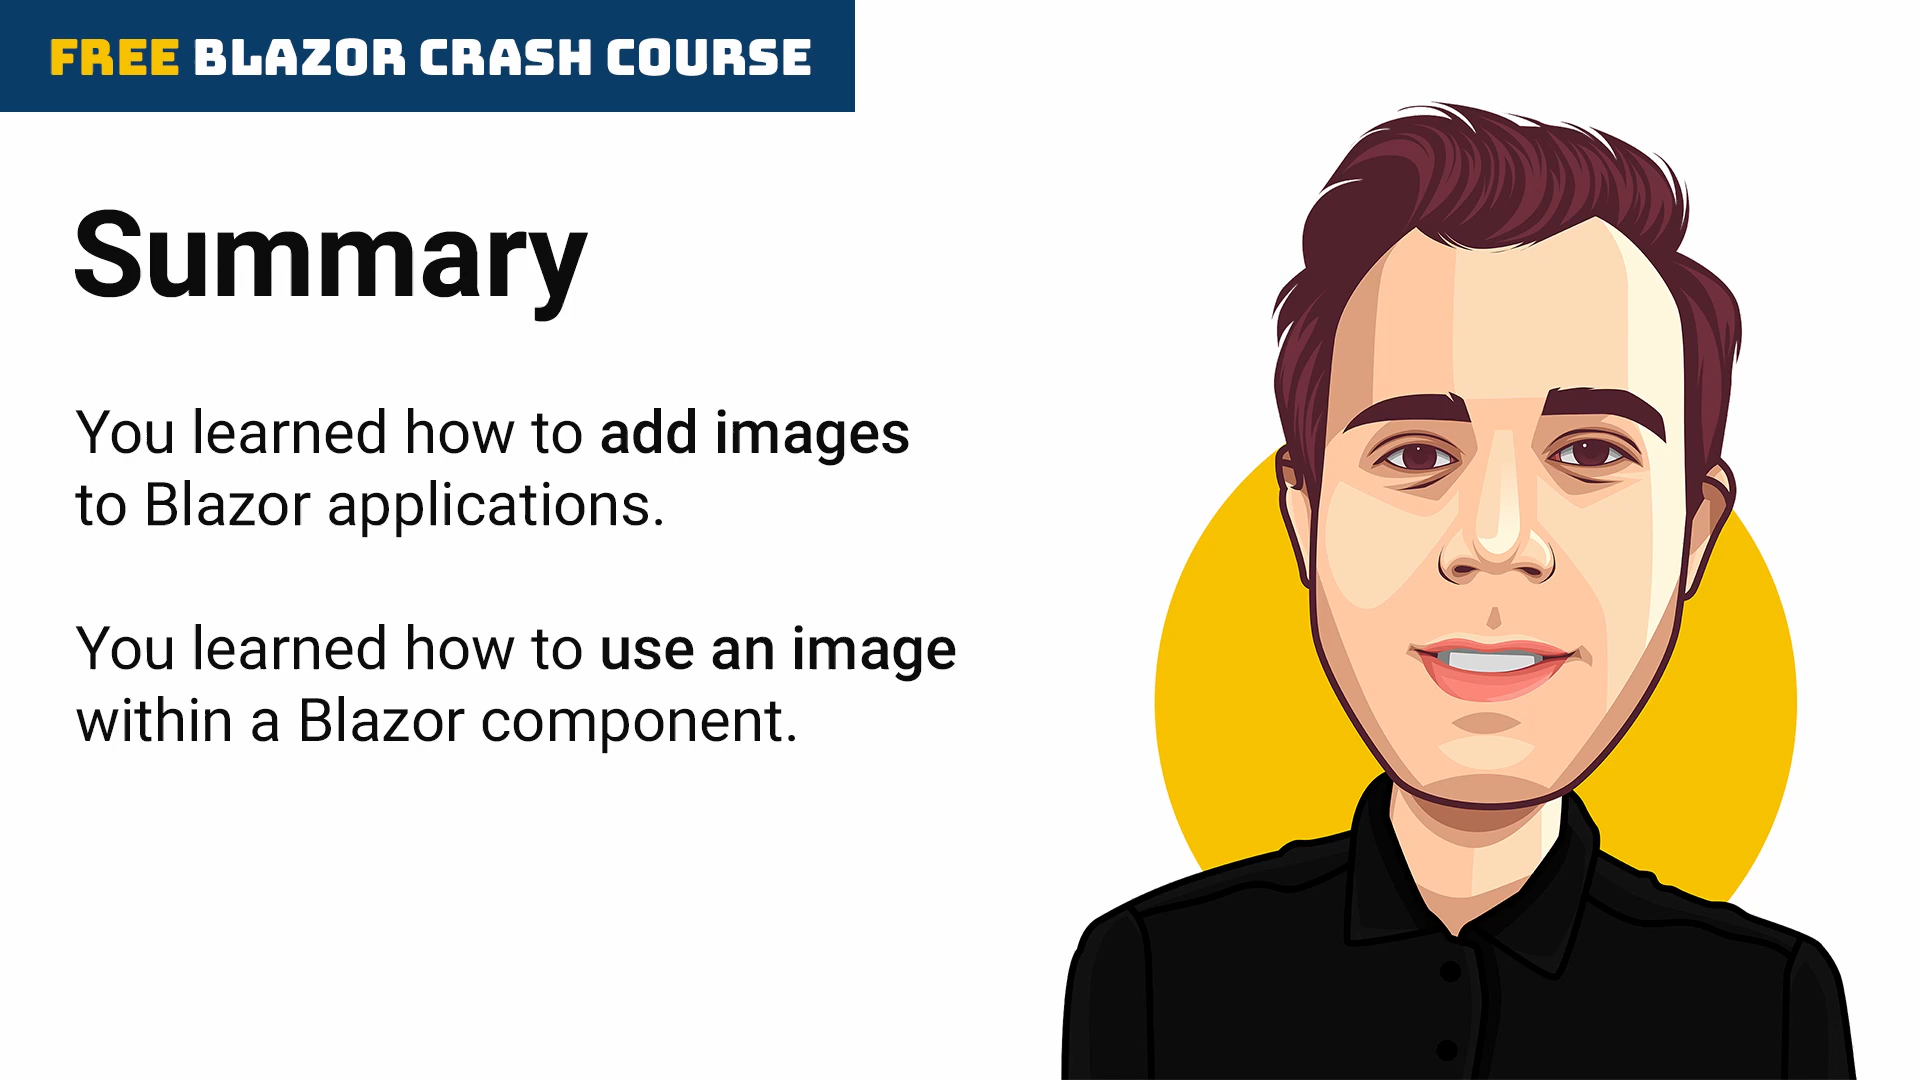 FREE BLAZOR CRASH COURSE
Summary
You learned how to add images
to Blazor applications.
You learned how to use an image
within a Blazor component.